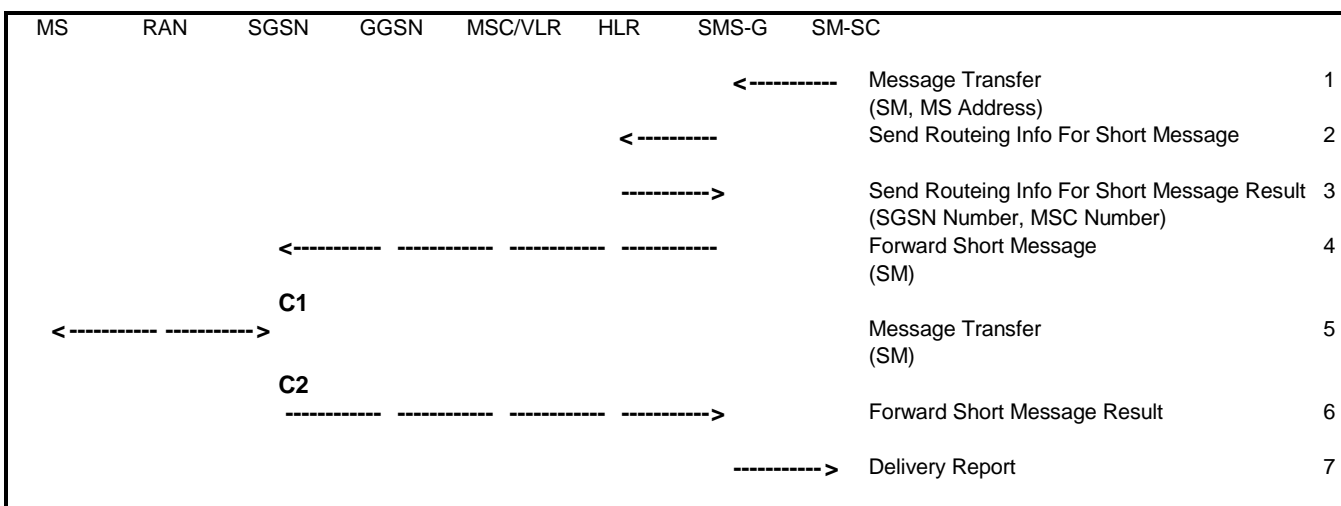 MS RAN SGSN GGSN MSC/VLR HLR SMS-G SM-SC
Message Transfer 1
(SM, MS Address)
Send Routeing Info For Short Message 2
Send Routeing Info For Short Message Result 3
(SGSN Number, MSC Number)
Forward Short Message 4
(SM)
C1
Message Transfer 5
(SM)
C2
Forward Short Message Result 6
Delivery Report 7